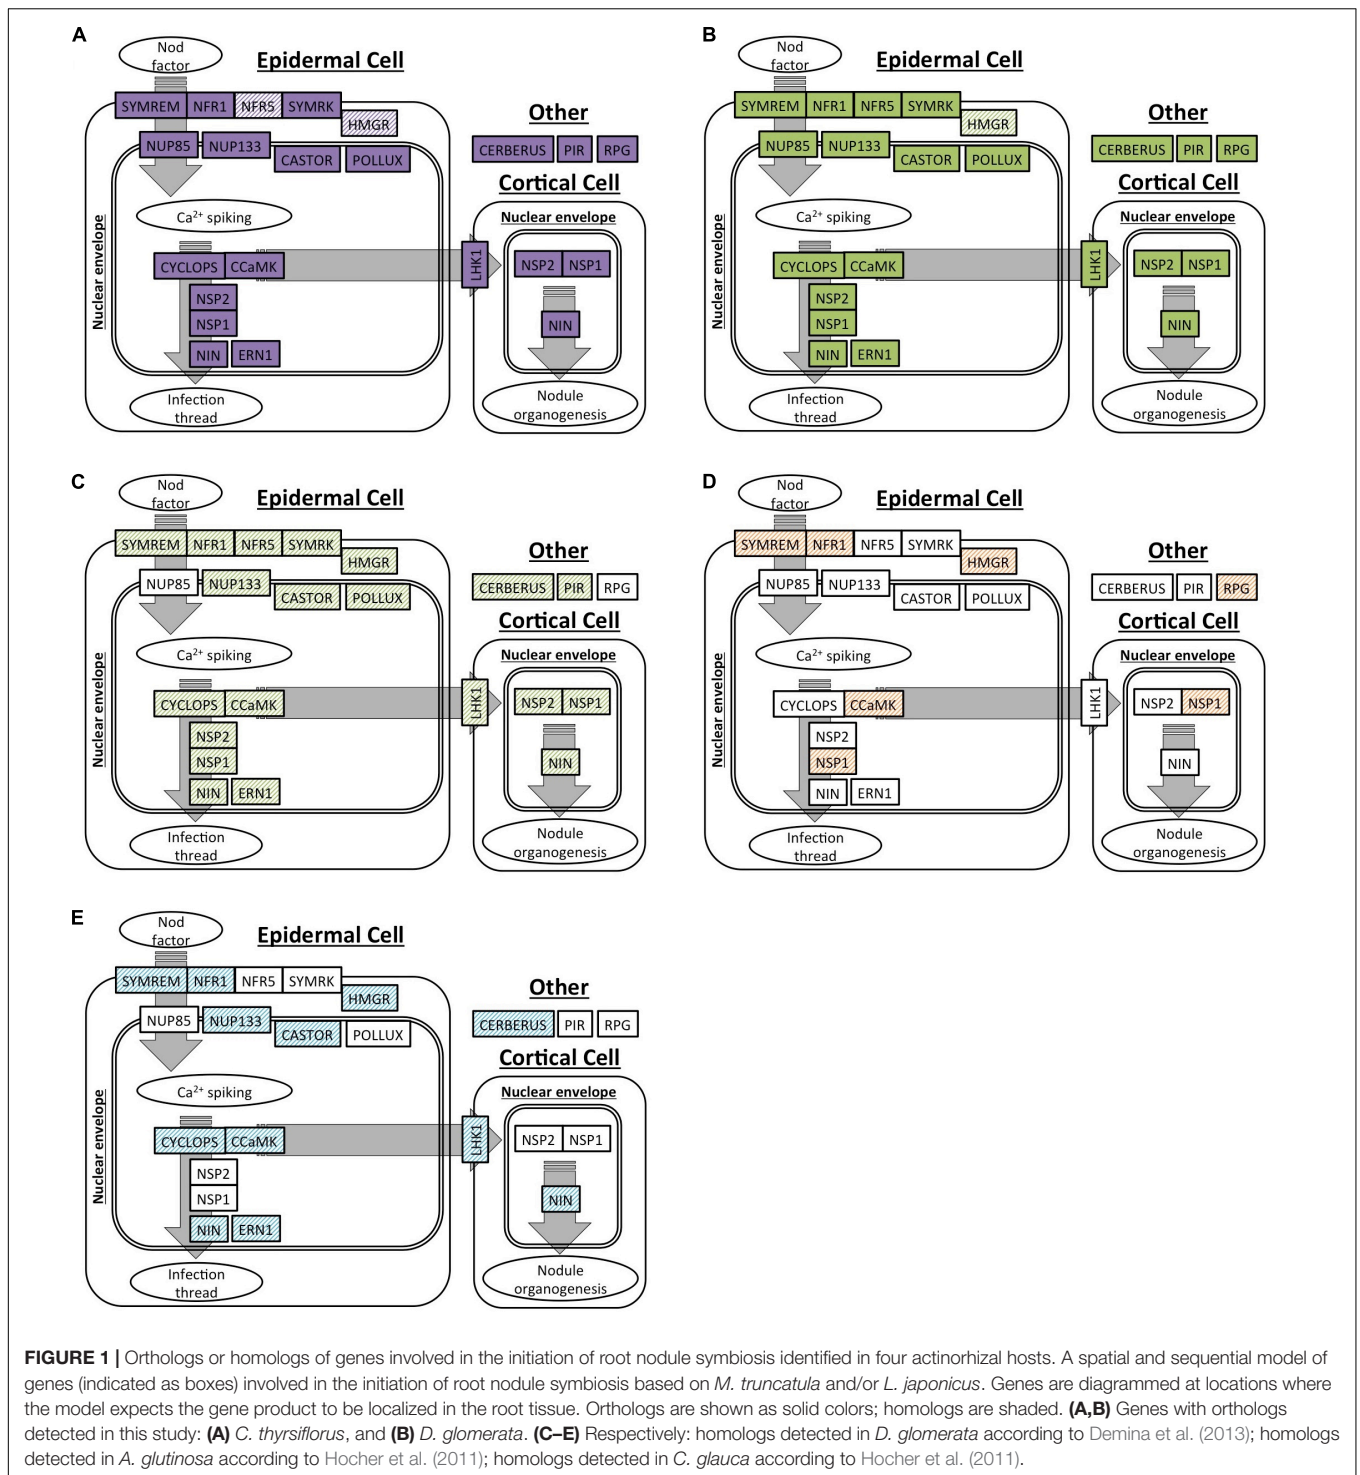 A
Nod
factor
Epidermal Cell
SYMREM NFR1 NFR5 SYMRK
HMGR
NUP85 NUP133
CASTOR POLLUX
Other
CERBERUS PIR RPG
Cortical Cell
Nuclear envelope
Nuclear envelope
Ca²⁺ spiking
CYCLOPS CCaMK
LHK1
NSP2 NSP1
NSP2
NSP1
NIN
NIN ERN1
Infection
thread
Nodule
organogenesis
B
Nod
factor
Epidermal Cell
SYMREM NFR1 NFR5 SYMRK
HMGR
NUP85 NUP133
CASTOR POLLUX
Other
CERBERUS PIR RPG
Cortical Cell
Nuclear envelope
Nuclear envelope
Ca²⁺ spiking
CYCLOPS CCaMK
LHK1
NSP2 NSP1
NSP2
NSP1
NIN
NIN ERN1
Infection
thread
Nodule
organogenesis
C
Nod
factor
Epidermal Cell
SYMREM NFR1 NFR5 SYMRK
HMGR
NUP85 NUP133
CASTOR POLLUX
Other
CERBERUS PIR RPG
Cortical Cell
Nuclear envelope
Nuclear envelope
Ca²⁺ spiking
CYCLOPS CCaMK
LHK1
NSP2 NSP1
NSP2
NSP1
NIN
NIN ERN1
Infection
thread
Nodule
organogenesis
D
Nod
factor
Epidermal Cell
SYMREM NFR1 NFR5 SYMRK
HMGR
NUP85 NUP133
CASTOR POLLUX
Other
CERBERUS PIR RPG
Cortical Cell
Nuclear envelope
Nuclear envelope
Ca²⁺ spiking
CYCLOPS CCaMK
LHK1
NSP2 NSP1
NSP2
NSP1
NIN
NIN ERN1
Infection
thread
Nodule
organogenesis
E
Nod
factor
Epidermal Cell
SYMREM NFR1 NFR5 SYMRK
HMGR
NUP85 NUP133
CASTOR POLLUX
Other
CERBERUS PIR RPG
Cortical Cell
Nuclear envelope
Nuclear envelope
Ca²⁺ spiking
CYCLOPS CCaMK
LHK1
NSP2 NSP1
NSP2
NSP1
NIN
NIN ERN1
Infection
thread
Nodule
organogenesis
FIGURE 1 | Orthologs or homologs of genes involved in the initiation of root nodule symbiosis identified in four actinorhizal hosts. A spatial and sequential model of
genes (indicated as boxes) involved in the initiation of root nodule symbiosis based on M. truncatula and/or L. japonicus. Genes are diagrammed at locations where
the model expects the gene product to be localized in the root tissue. Orthologs are shown as solid colors; homologs are shaded. (A,B) Genes with orthologs
detected in this study: (A) C. thyrsiflorus, and (B) D. glomerata. (C–E) Respectively: homologs detected in D. glomerata according to Demina et al. (2013); homologs
detected in A. glutinosa according to Hocher et al. (2011); homologs detected in C. glauca according to Hocher et al. (2011).